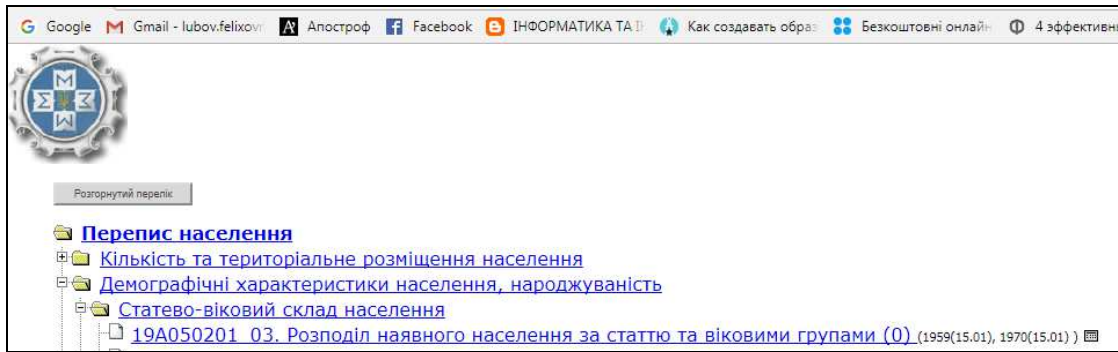 Google Gmail - lubov.felixov Апостроф Facebook ІНФОРМАТИКА ТА І Как создавать образ Безкоштовні онлайн 4 эффективн
Розгорнутий перелік
Перепис населення
Кількість та територіальне розміщення населення
Демографічні характеристики населення, народжуваність
Статево-віковий склад населення
19A050201_03. Розподіл наявного населення за статтю та віковими групами (0) (1959(15.01), 1970(15.01) )